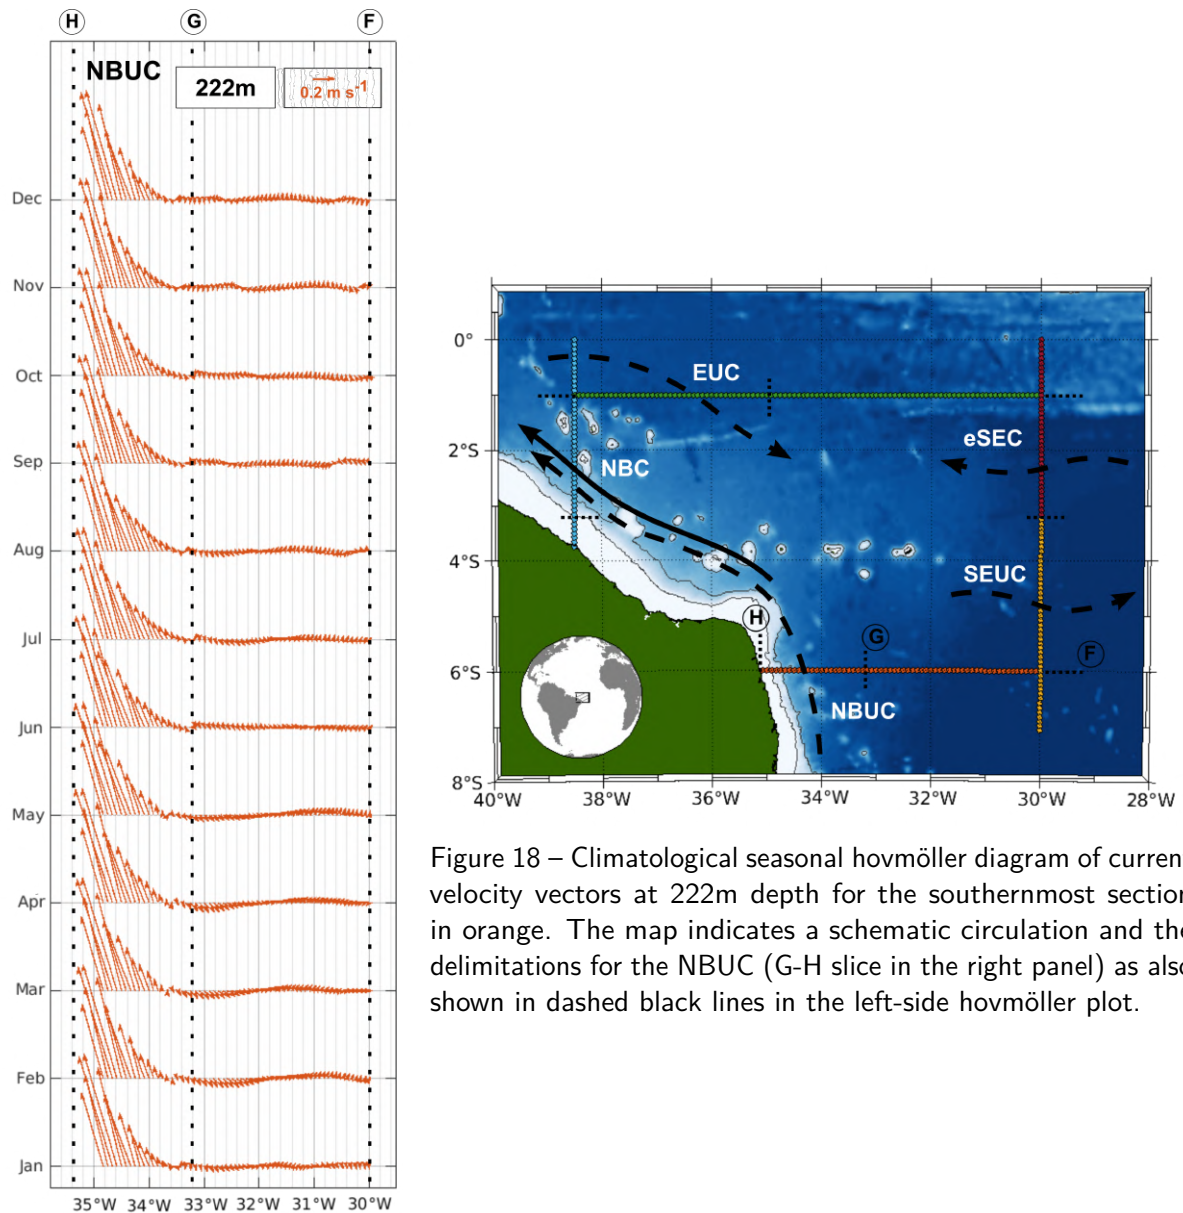 H G F
NBUC
222m
0.2 m s⁻¹
Dec
Nov
Oct
Sep
Aug
Jul
Jun
May
Apr
Mar
Feb
Jan
35°W 34°W 33°W 32°W 31°W 30°W
0°
2°S
4°S
6°S
8°S
EUC
eSEC
NBC
SEUC
H
G
F
NBUC
40°W 38°W 36°W 34°W 32°W 30°W 28°W
Figure 18 – Climatological seasonal hovmöller diagram of curren
velocity vectors at 222m depth for the southernmost section
in orange. The map indicates a schematic circulation and the
delimitations for the NBUC (G-H slice in the right panel) as also
shown in dashed black lines in the left-side hovmöller plot.